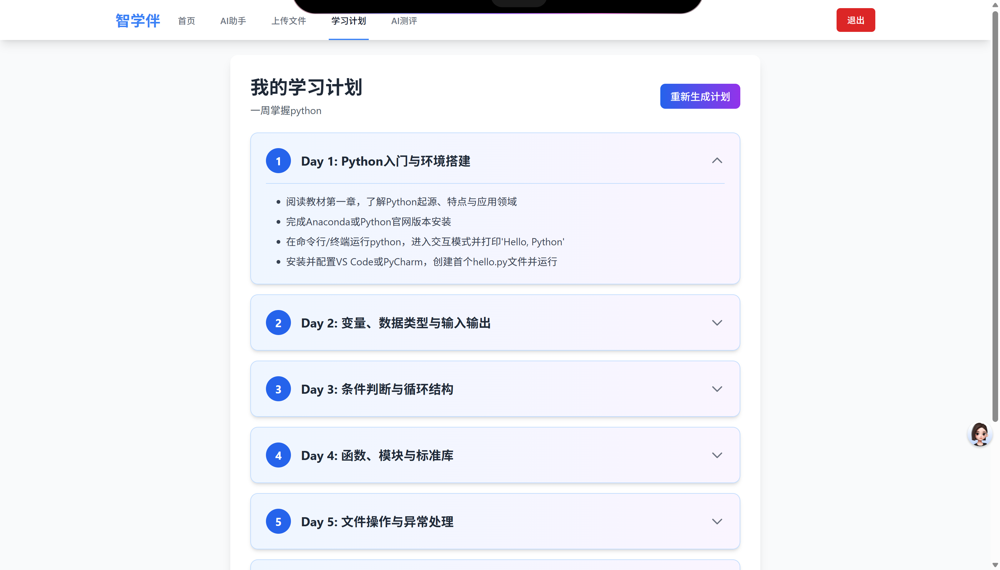 智学伴
首页
AI助手
上传文件
学习计划
AI测评
退出
我的学习计划
一周掌握python
重新生成计划
1
Day 1: Python入门与环境搭建
阅读教材第一章，了解Python起源、特点与应用领域
完成Anaconda或Python官网版本安装
在命令行/终端运行python，进入交互模式并打印'Hello, Python'
安装并配置VS Code或PyCharm，创建首个hello.py文件并运行
2
Day 2: 变量、数据类型与输入输出
3
Day 3: 条件判断与循环结构
4
Day 4: 函数、模块与标准库
5
Day 5: 文件操作与异常处理